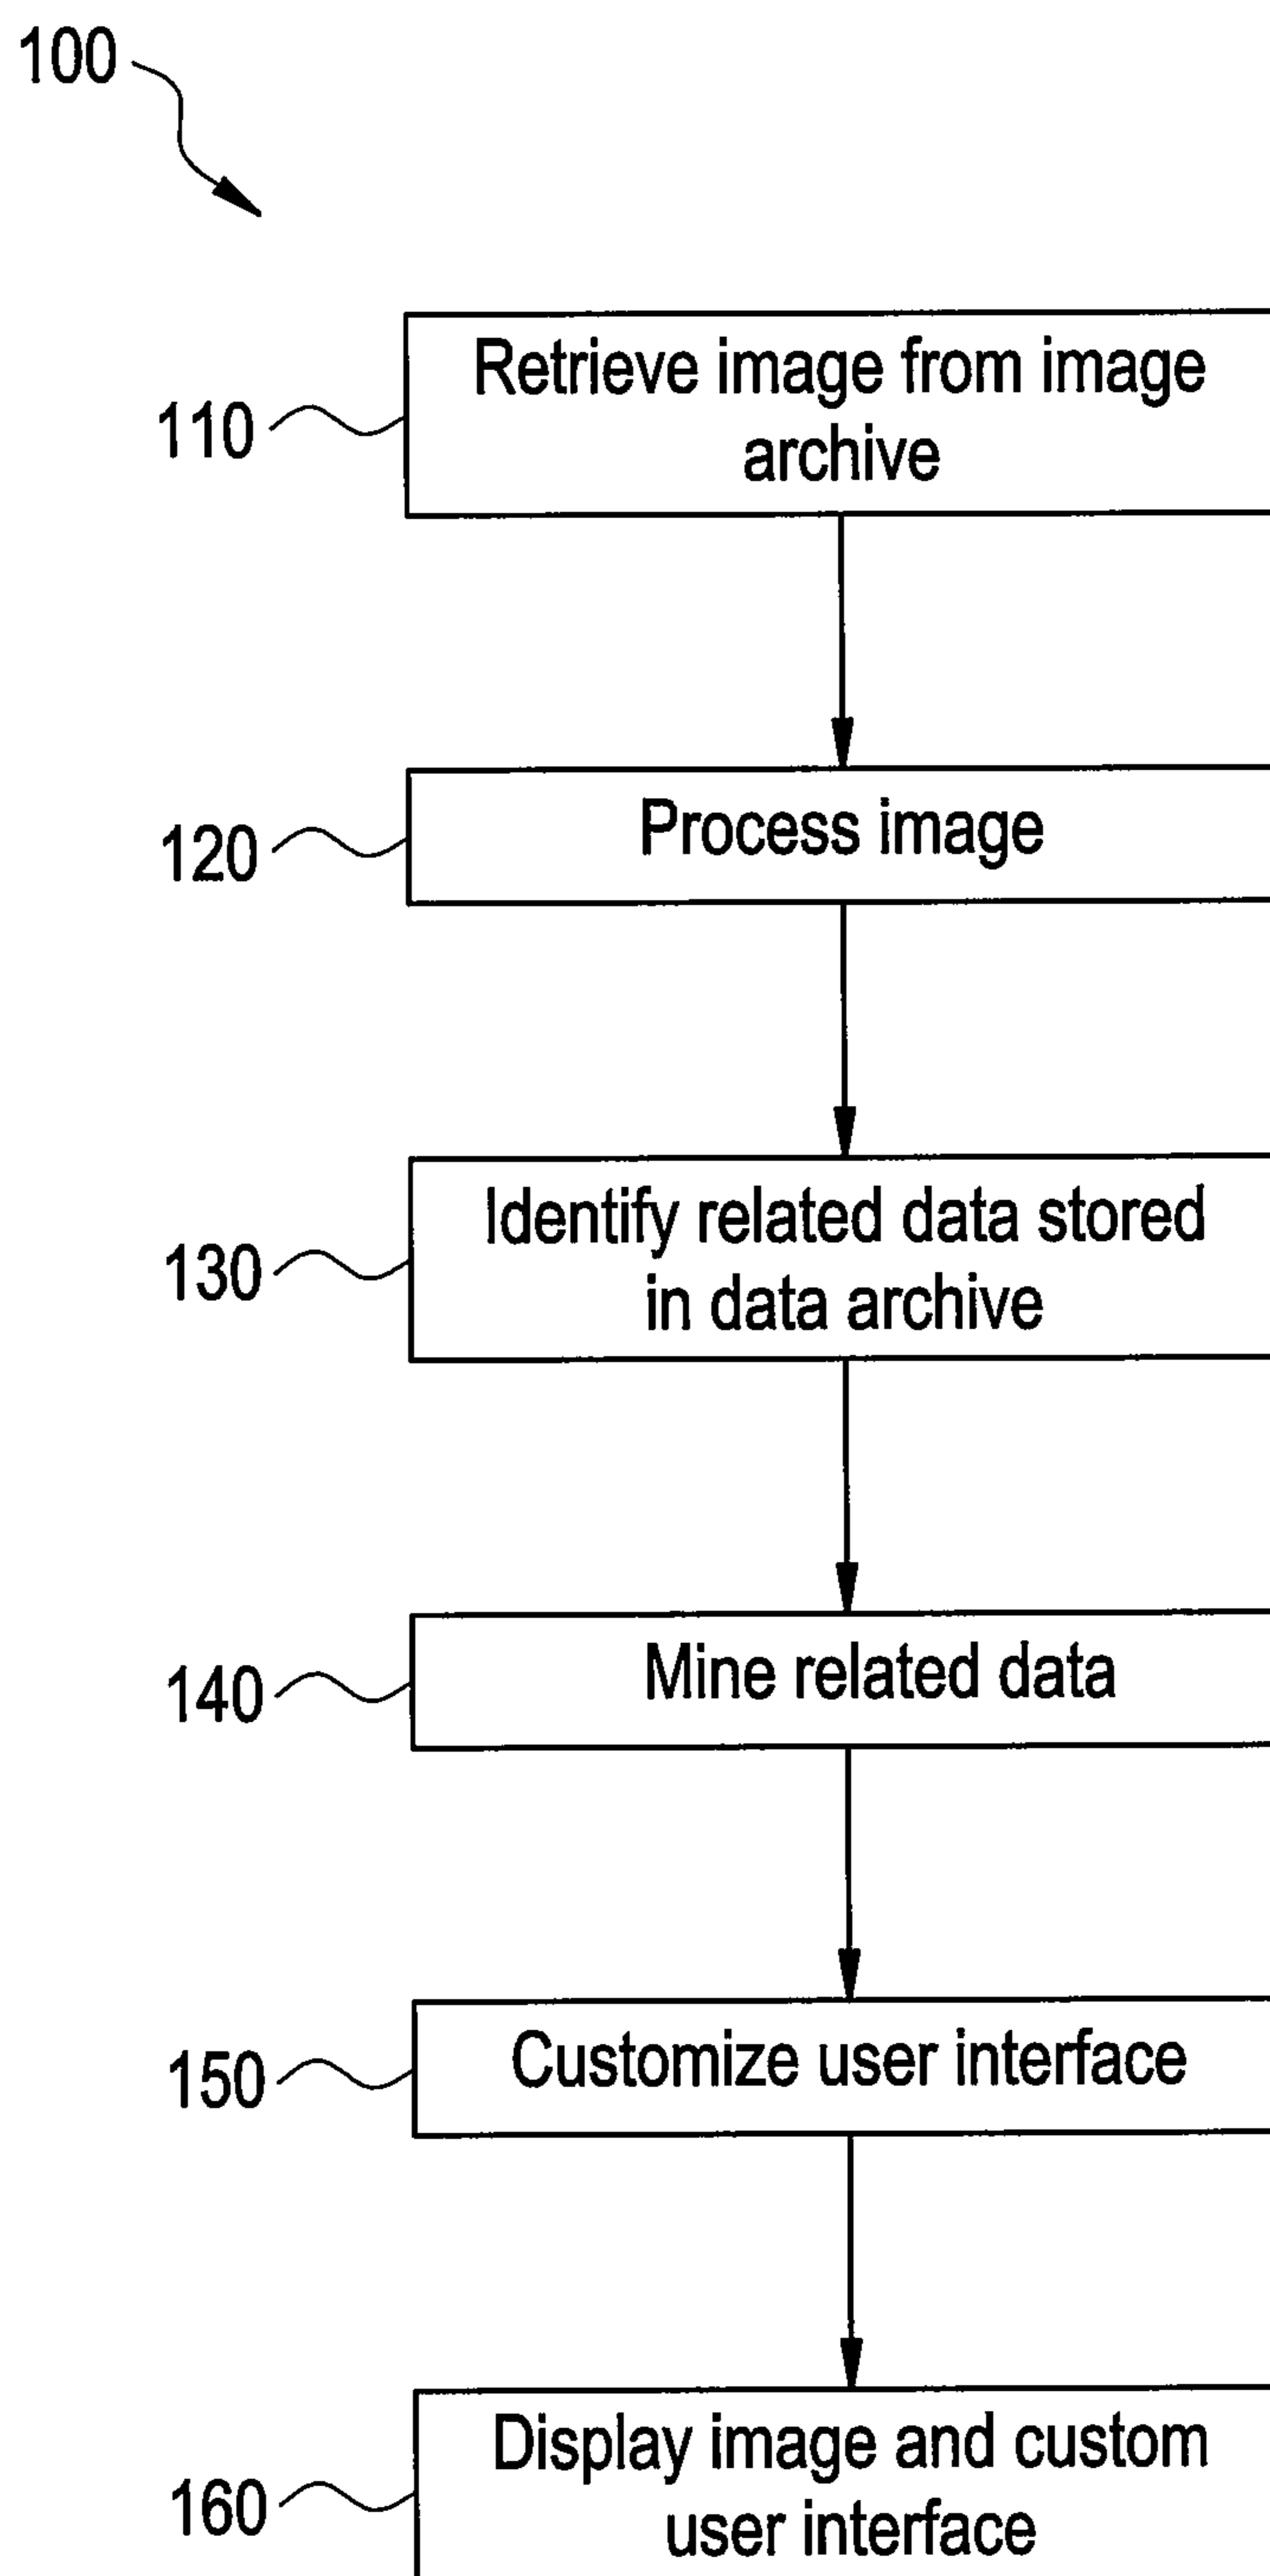 100
110
Retrieve image from image
archive
120
Process image
130
Identify related data stored
in data archive
140
Mine related data
150
Customize user interface
160
Display image and custom
user interface